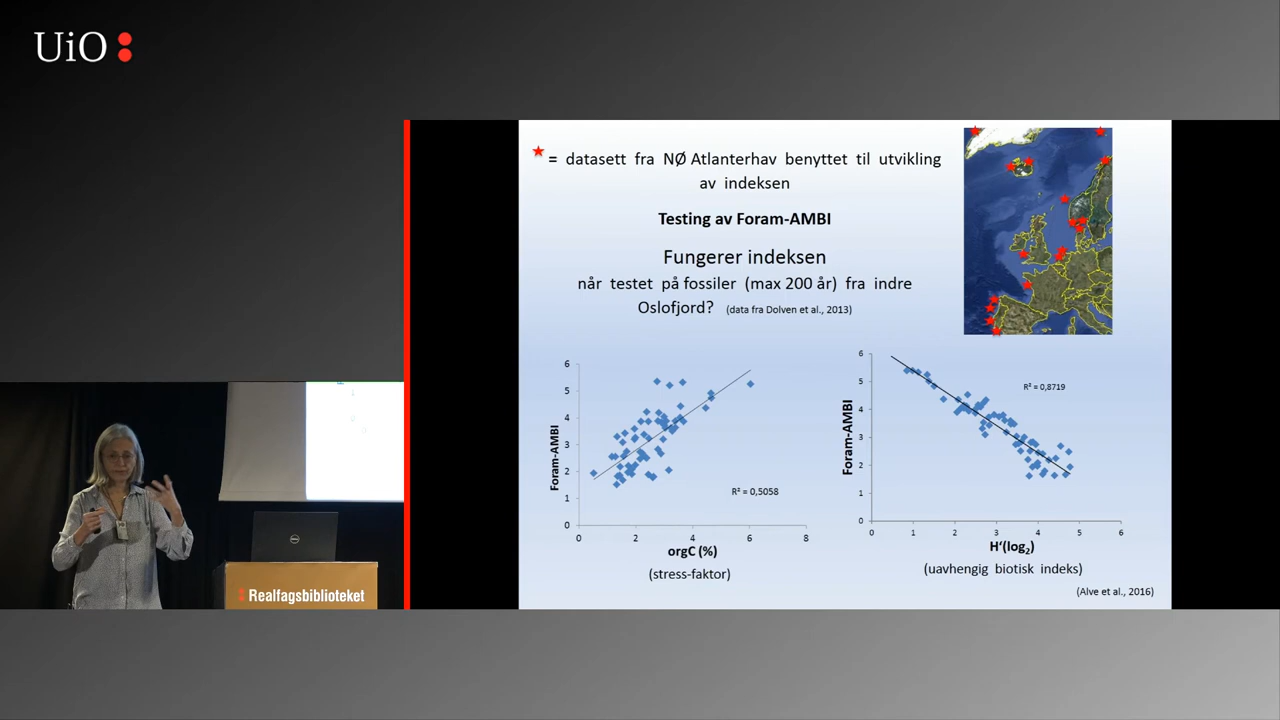 UiO
= datasett fra NØ Atlanterhav benyttet til utvikling
av indeksen
Testing av Foram-AMBI
Fungerer indeksen
når testet på fossiler (max 200 år) fra indre
Oslofjord? (data fra Dolven et al., 2013)
6
5
4
3
2
1
0
Foram-AMBI
R² = 0,5058
0 2 4 6 8
orgC (%)
(stress-faktor)
6
5
4
3
2
1
0
Foram-AMBI
R² = 0,8719
0 1 2 3 4 5 6
H'(log₂)
(uavhengig biotisk indeks)
(Alve et al., 2016)
DELL
Realfagsbiblioteket